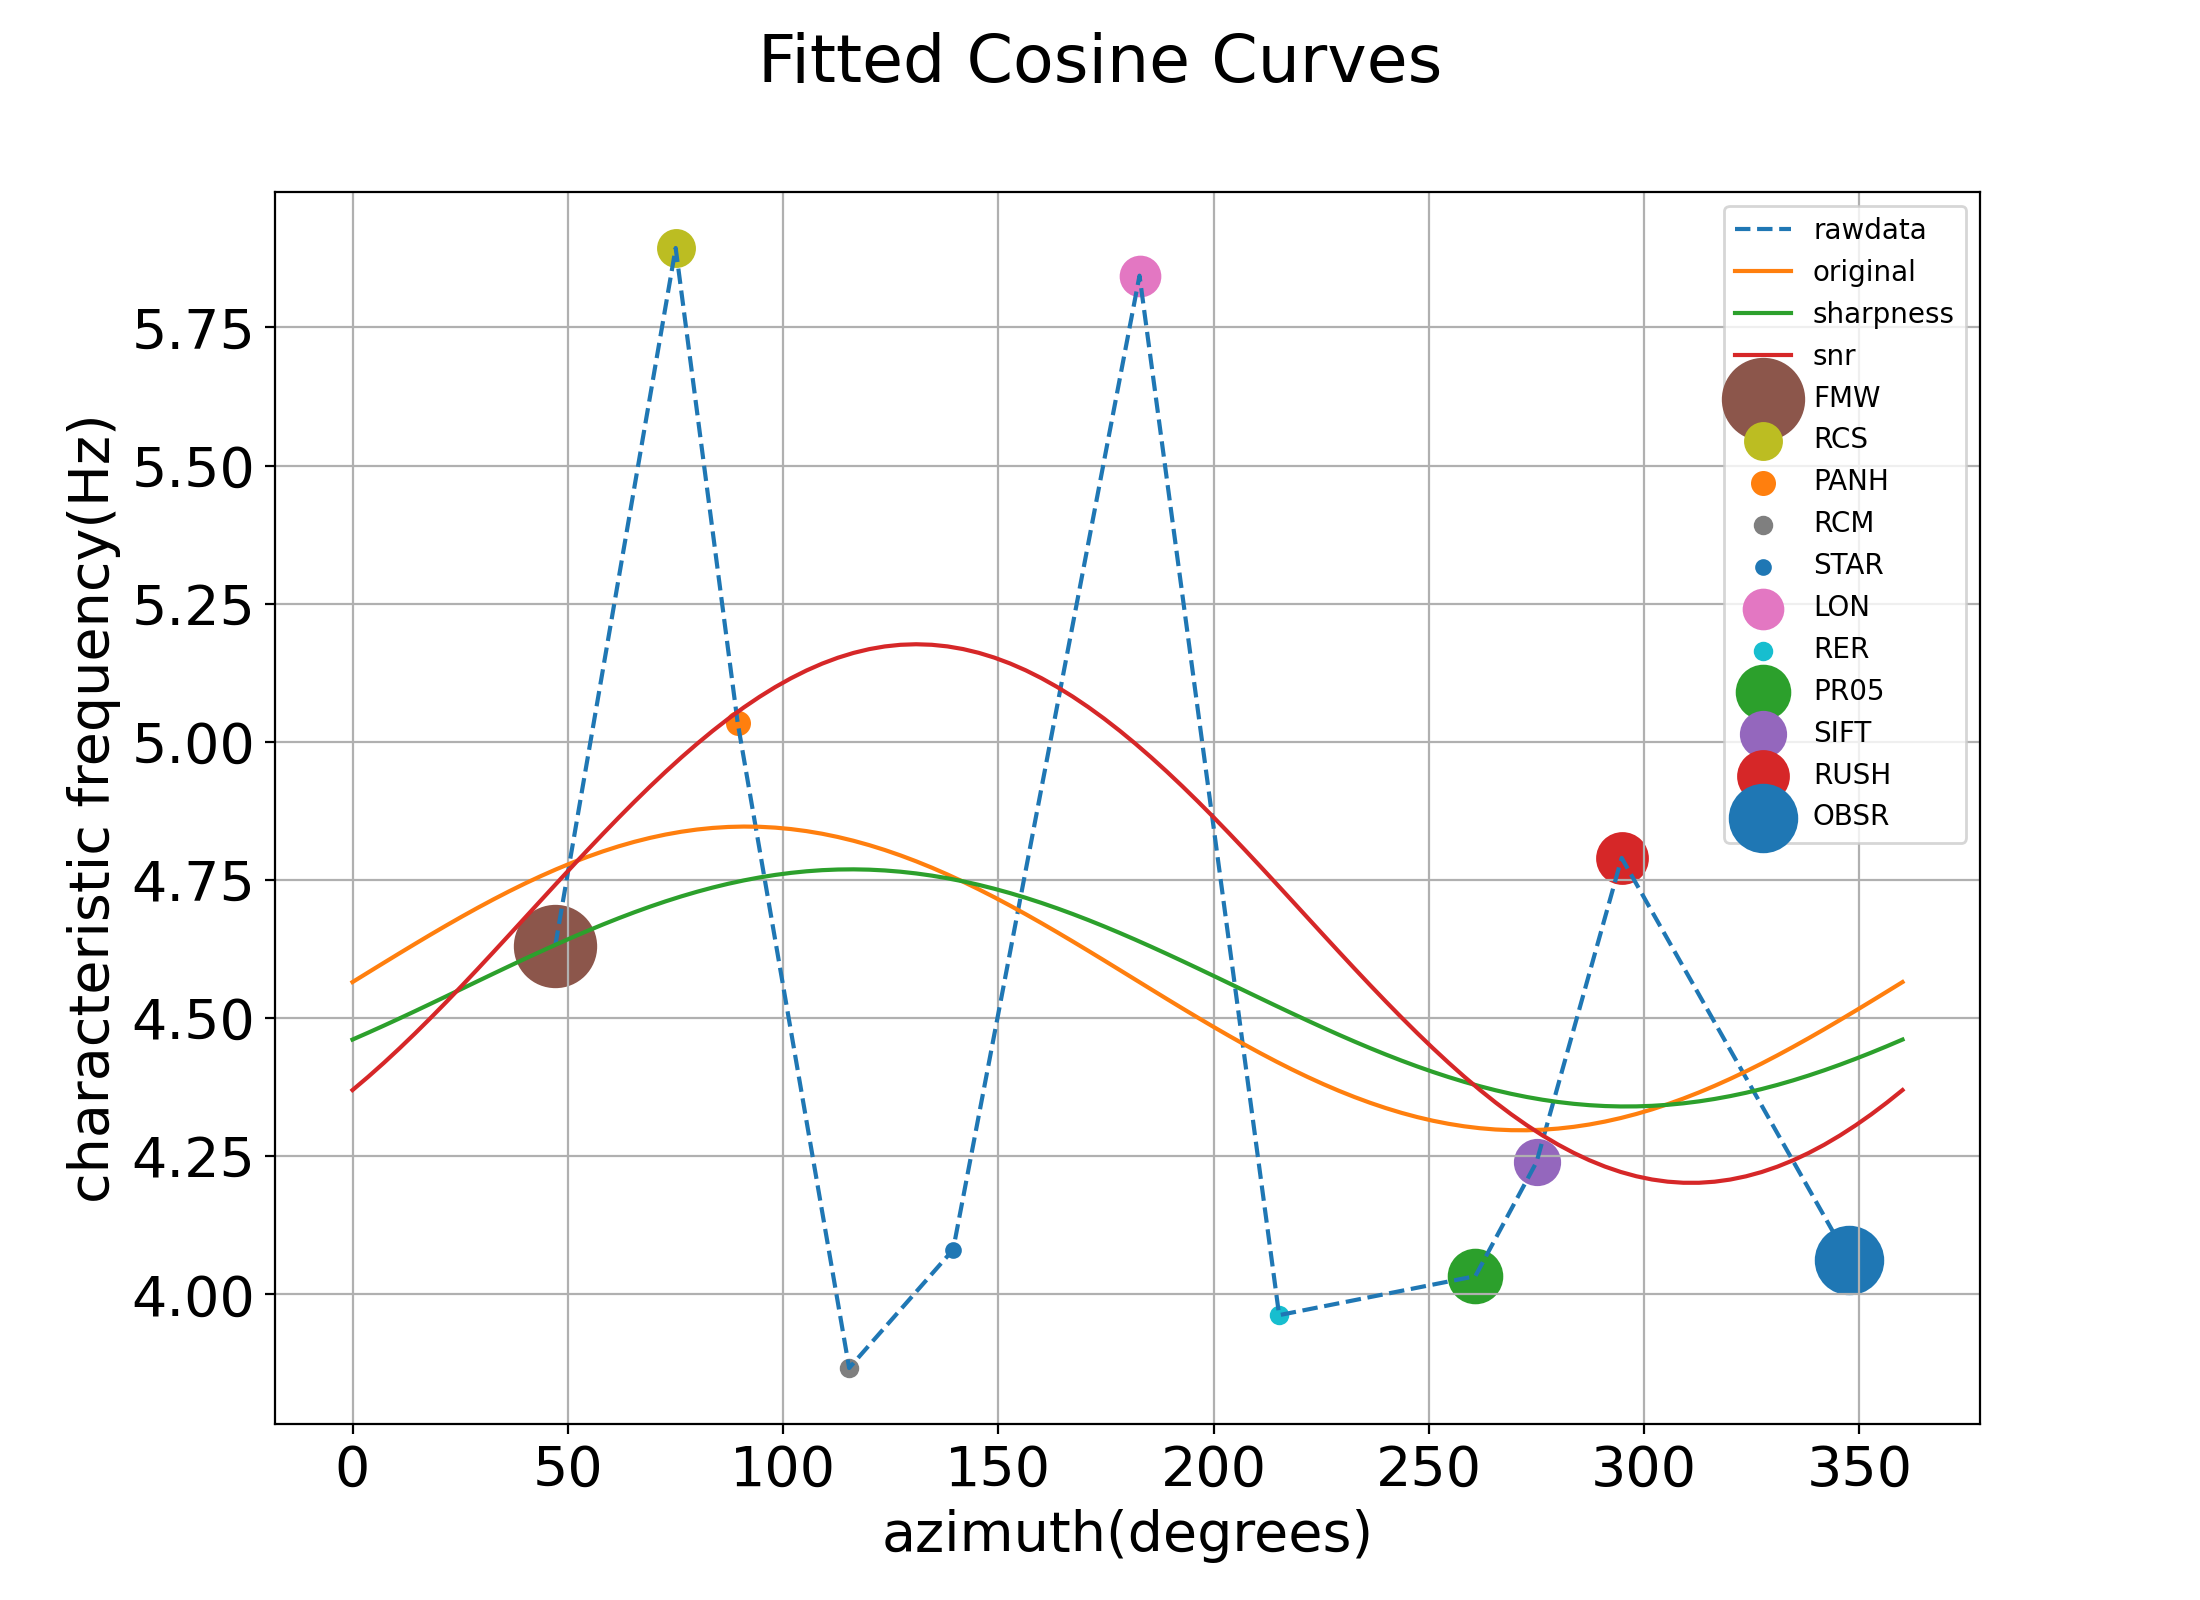 Fitted Cosine Curves
characteristic frequency(Hz)
5.75
5.50
5.25
5.00
4.75
4.50
4.25
4.00
rawdata
original
sharpness
snr
FMW
RCS
PANH
RCM
STAR
LON
RER
PR05
SIFT
RUSH
OBSR
0 50 100 150 200 250 300 350
azimuth(degrees)